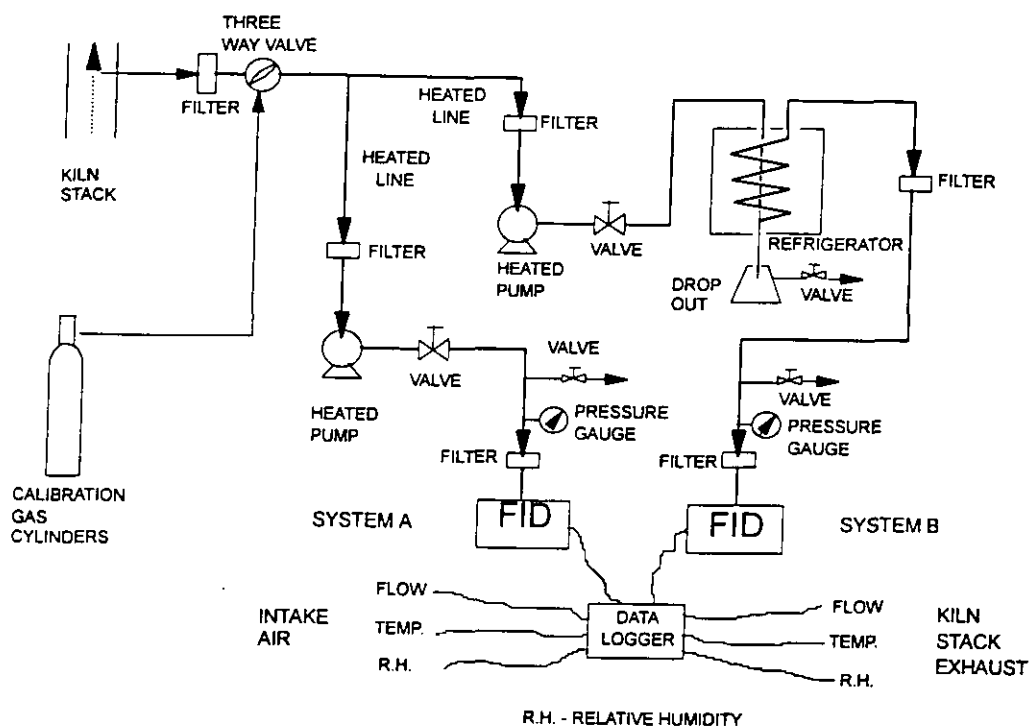 THREE
WAY VALVE
FILTER
KILN
STACK
HEATED
LINE
FILTER
HEATED
LINE
FILTER
FILTER
VALVE
REFRIGERATOR
HEATED
PUMP
DROP
OUT
VALVE
VALVE
HEATED
PUMP
VALVE
PRESSURE
GAUGE
VALVE
PRESSURE
GAUGE
FILTER
FILTER
CALIBRATION
GAS
CYLINDERS
SYSTEM A
FID
FID
SYSTEM B
INTAKE
AIR
FLOW
TEMP.
R.H.
DATA
LOGGER
FLOW
TEMP.
R.H.
KILN
STACK
EXHAUST
R.H. - RELATIVE HUMIDITY